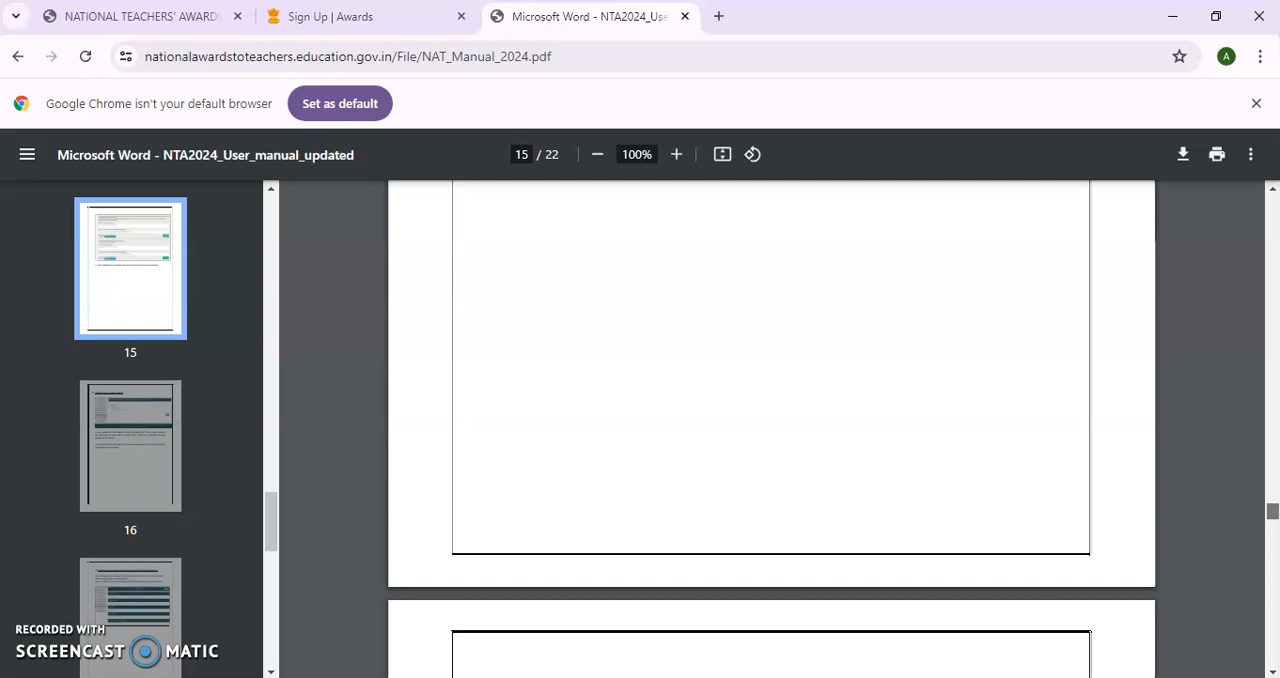 NATIONAL TEACHERS' AWARDS
Sign Up | Awards
Microsoft Word - NTA2024_Use
nationalawardstoteachers.education.gov.in/File/NAT_Manual_2024.pdf
A
Google Chrome isn't your default browser
Set as default
Microsoft Word - NTA2024_User_manual_updated
15 / 22
100%
15
16
RECORDED WITH
SCREENCAST MATIC